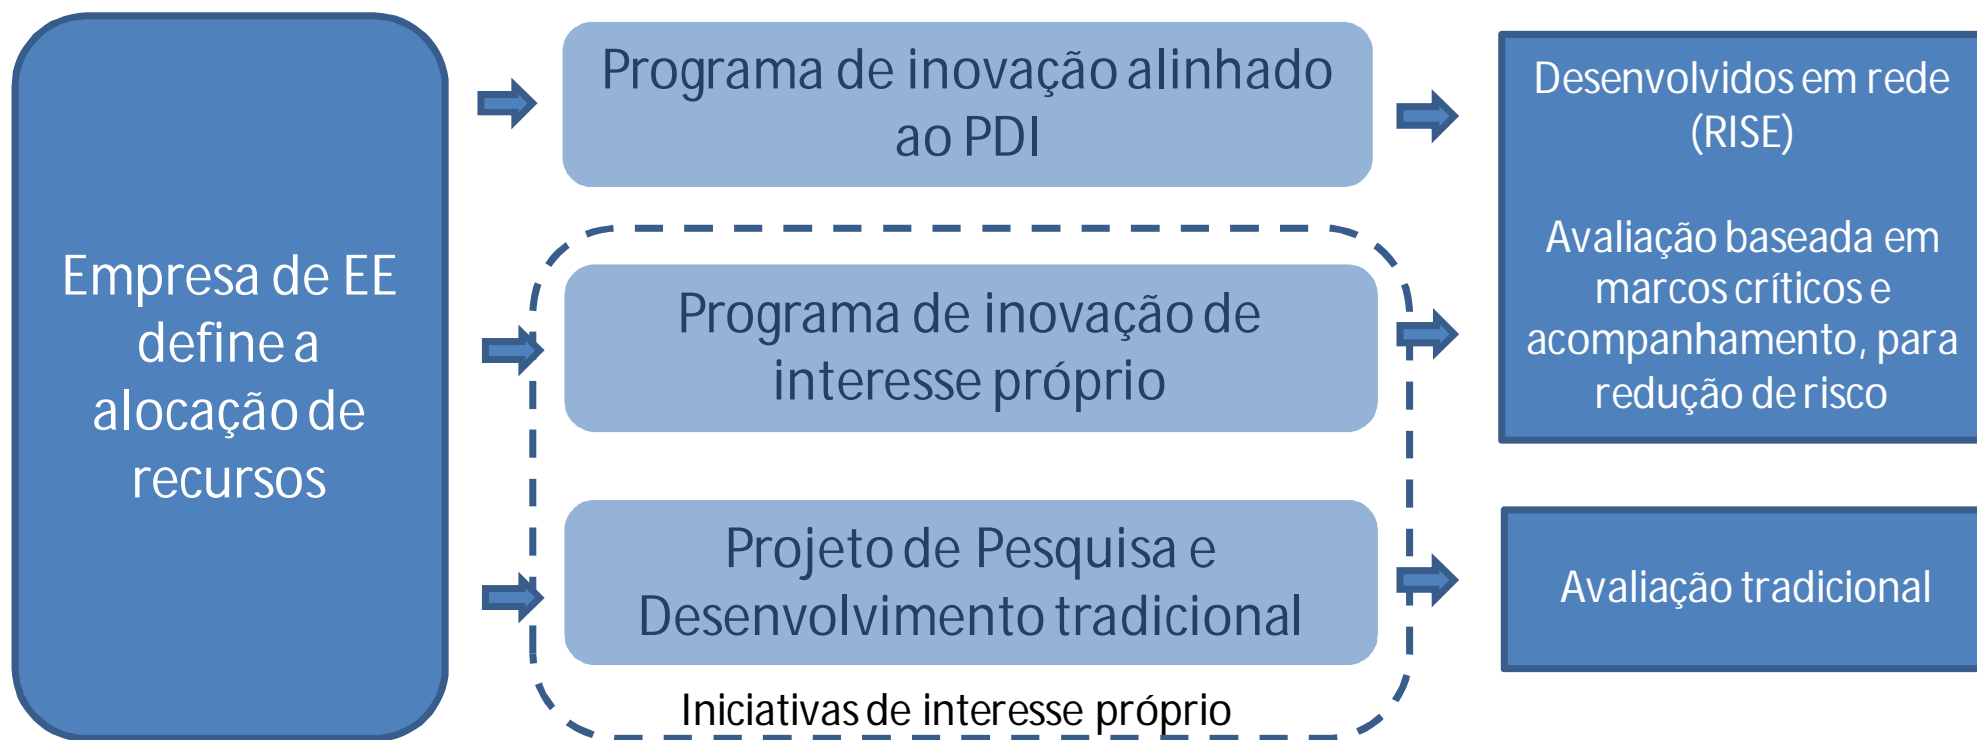 Empresa de EE
define a
alocação de
recursos
Programa de inovação alinhado
ao PDI
Programa de inovação de
interesse próprio
Projeto de Pesquisa e
Desenvolvimento tradicional
Iniciativas de interesse próprio
Desenvolvidos em rede
(RISE)
Avaliação baseada em
marcos críticos e
acompanhamento, para
redução de risco
Avaliação tradicional